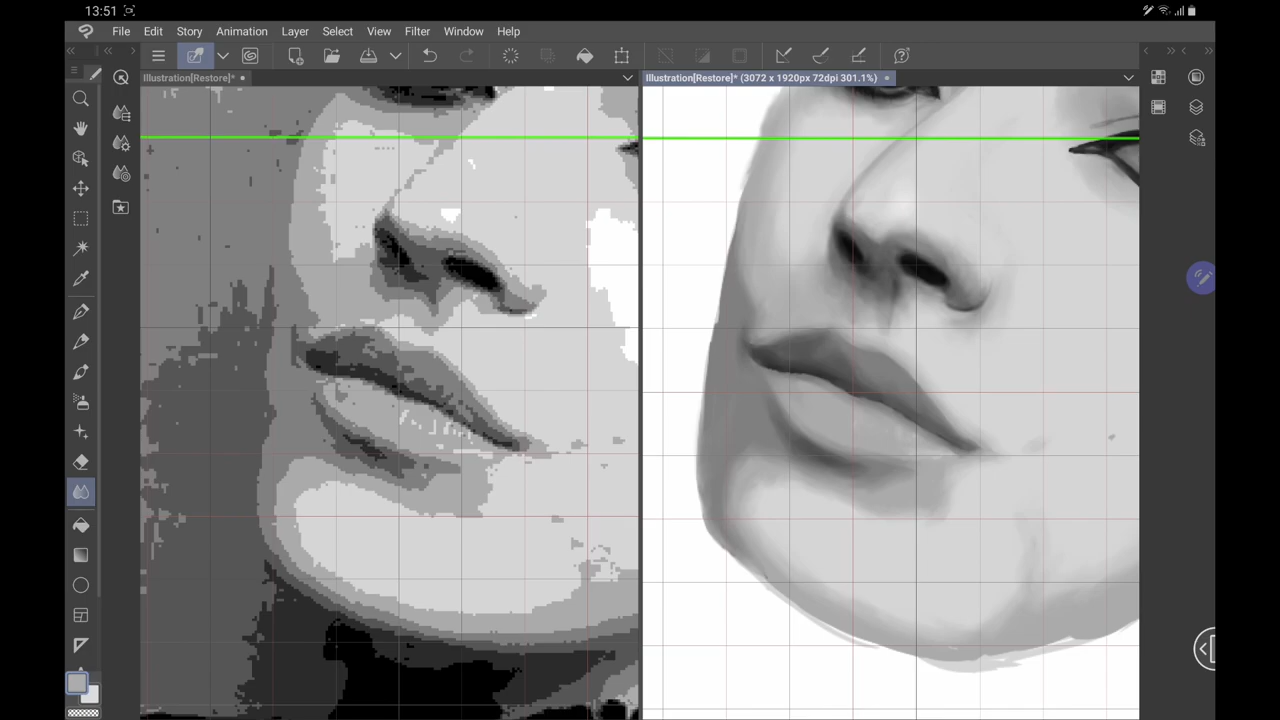 13:51
File Edit Story Animation Layer Select View Filter Window Help
Illustration[Restore]*
Illustration[Restore]* (3072 x 1920px 72dpi 301.1%)